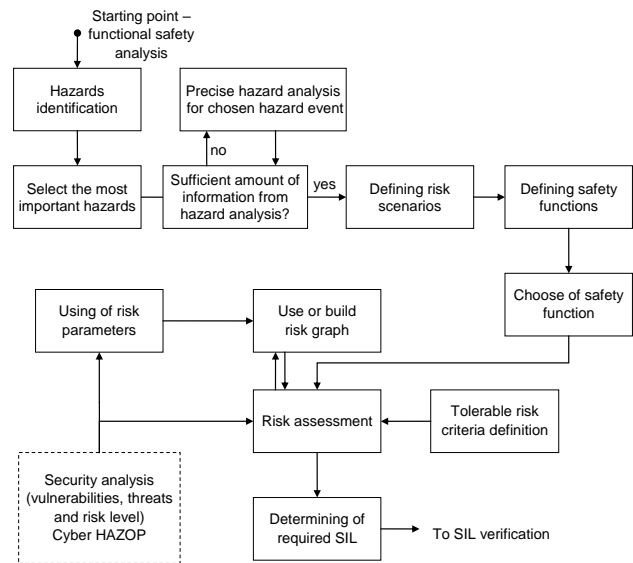 Starting point –
functional safety
analysis
Hazards
identification
Precise hazard analysis
for chosen hazard event
no
Select the most
important hazards
Sufficient amount of
information from
hazard analysis?
yes
Defining risk
scenarios
Defining safety
functions
Using of risk
parameters
Use or build
risk graph
Choose of safety
function
Risk assessment
Tolerable risk
criteria definition
Security analysis
(vulnerabilities, threats
and risk level)
Cyber HAZOP
Determining of
required SIL
To SIL verification